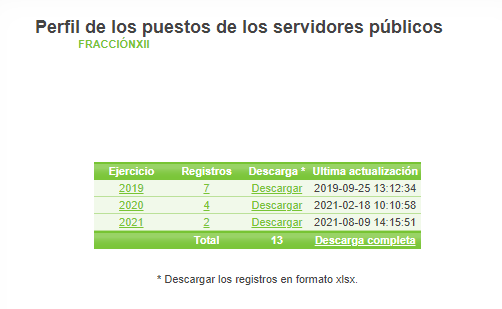 Perfil de los puestos de los servidores públicos
FRACCIÓNXII
Ejercicio Registros Descarga * Ultima actualización
2019 7 Descargar 2019-09-25 13:12:34
2020 4 Descargar 2021-02-18 10:10:58
2021 2 Descargar 2021-08-09 14:15:51
Total 13 Descarga completa
* Descargar los registros en formato xlsx.